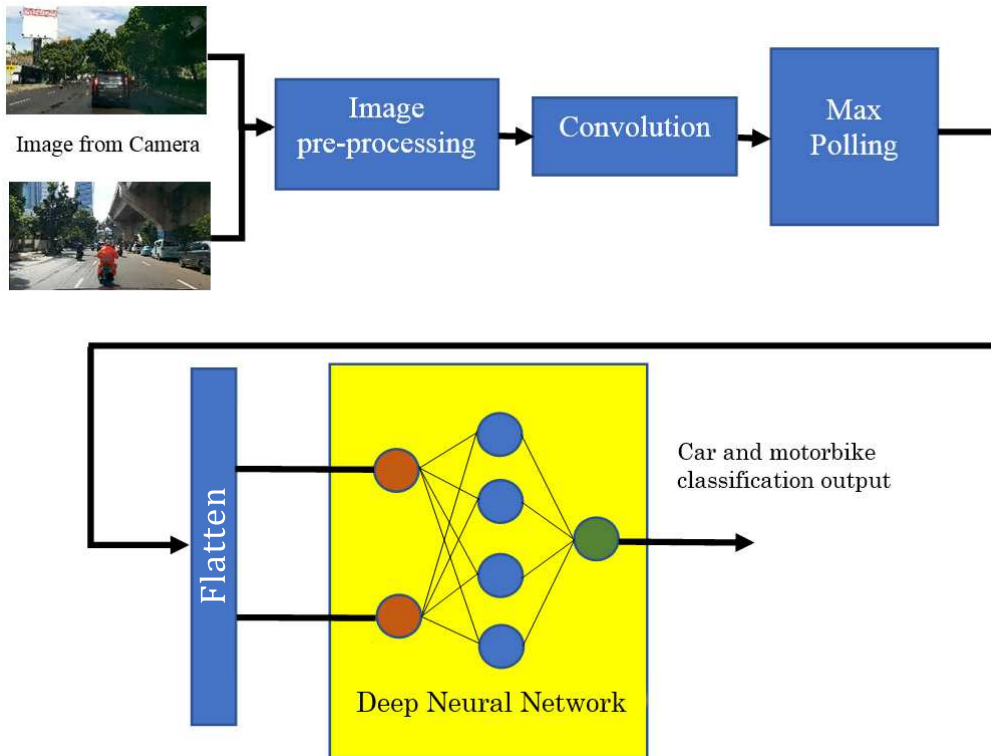 Image from Camera
Image
pre-processing
Convolution
Max
Polling
Flatten
Car and motorbike
classification output
Deep Neural Network